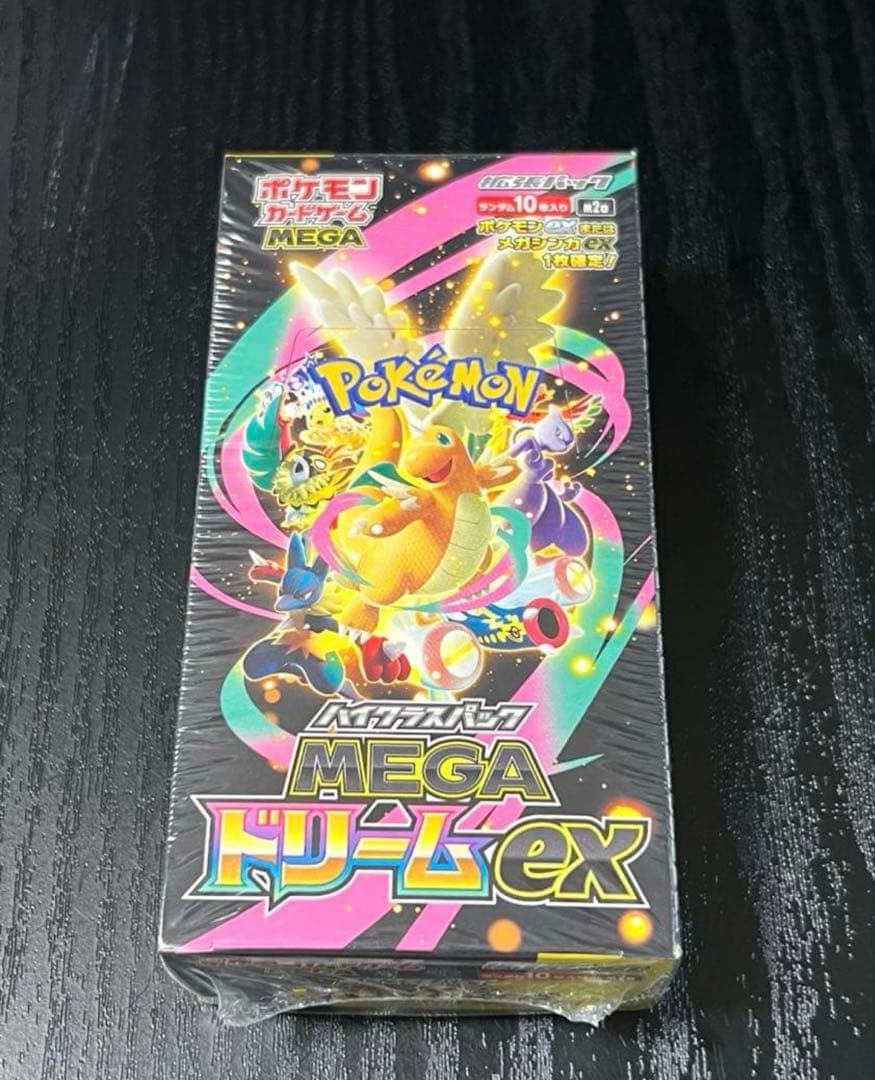 ポケモン
カードゲーム
MEGA
拡張パック
ランダム10枚入り
m2a
ポケモンexまたは
メガシンカex
1枚確定!
POKéMON
ハイクラスパック
MEGA
ドリームex